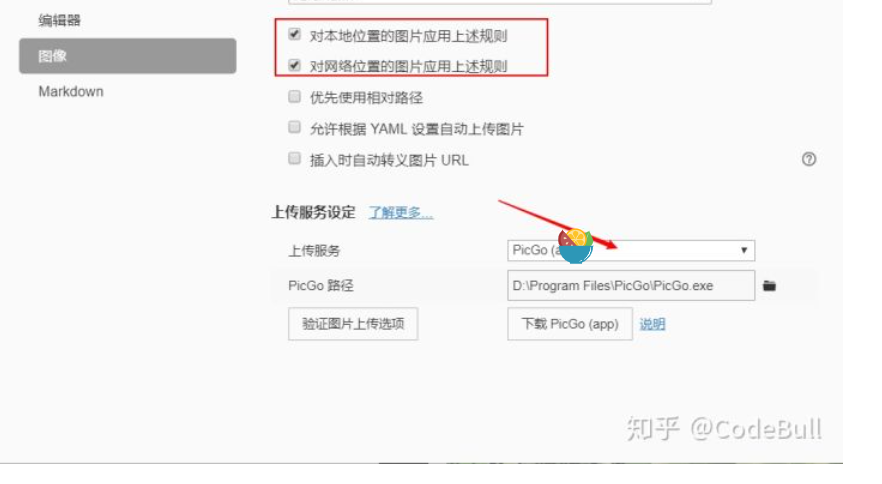 编辑器
图像
Markdown
对本地位置的图片应用上述规则
对网络位置的图片应用上述规则
优先使用相对路径
允许根据 YAML 设置自动上传图片
插入时自动转义图片 URL
上传服务设定 了解更多...
上传服务 PicGo (
PicGo 路径 D:\Program Files\PicGo\PicGo.exe
验证图片上传选项 下载 PicGo (app) 说明
知乎 @CodeBull